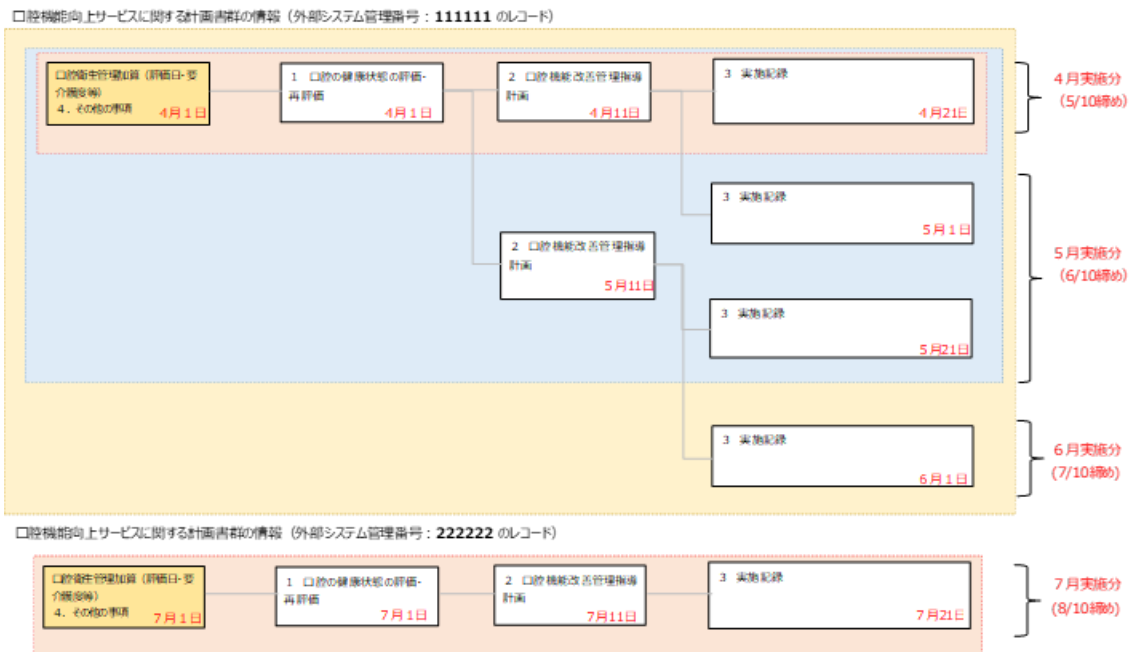 口腔機能向上サービスに関する計画書群の情報（外部システム管理番号：111111 のレコード）
口腔衛生管理加算（評価日・要
介護度等）
4．その他の事項
4月1日
1　口腔の健康状態の評価・
再評価
4月1日
2　口腔機能改善管理指導
計画
4月11日
3　実施記録
4月21日
4月実施分
（5/10締め）
3　実施記録
5月1日
2　口腔機能改善管理指導
計画
5月11日
5月実施分
（6/10締め）
3　実施記録
5月21日
3　実施記録
6月1日
6月実施分
(7/10締め)
口腔機能向上サービスに関する計画書群の情報（外部システム管理番号：222222 のレコード）
口腔衛生管理加算（評価日・要
介護度等）
4．その他の事項
7月1日
1　口腔の健康状態の評価・
再評価
7月1日
2　口腔機能改善管理指導
計画
7月11日
3　実施記録
7月21日
7月実施分
(8/10締め)